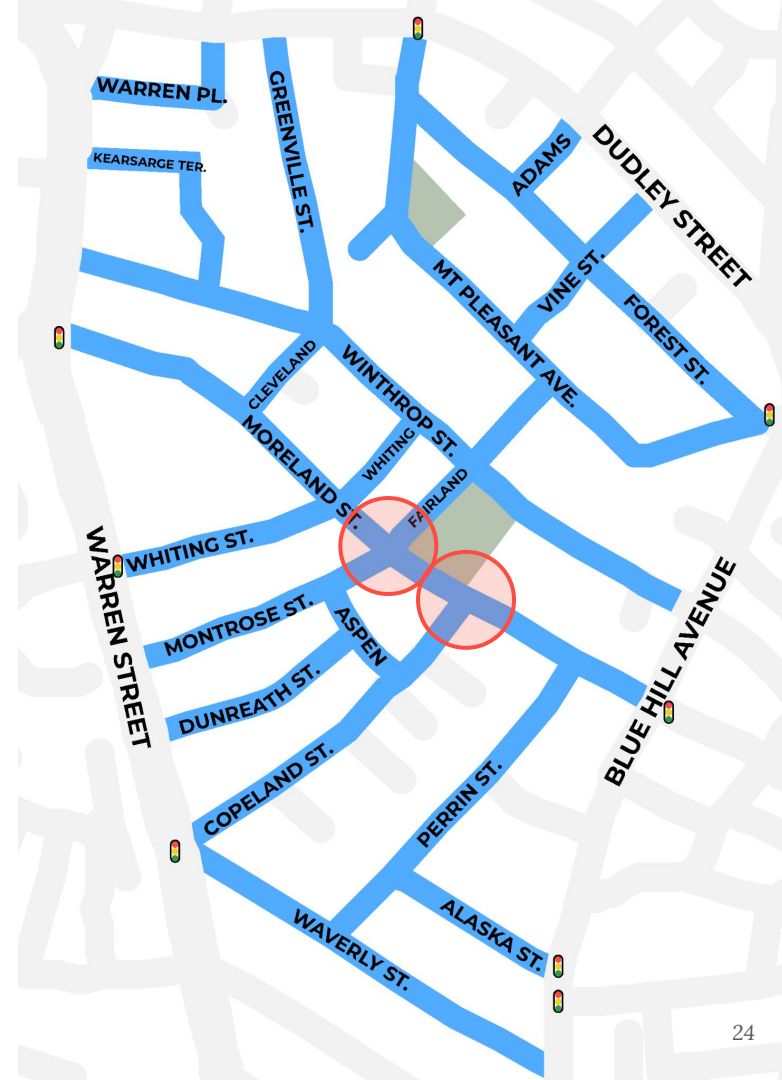 WARREN PL.
GREENVILLE ST.
KEARSARGE TER.
ADAMS
DUDLEY STREET
VINE ST.
MT PLEASANT AVE.
FOREST ST.
CLEVELAND
WINTHROP ST.
MORELAND ST.
WHITING
FAIRLAND
WHITING ST.
WARREN STREET
MONTROSE ST.
ASPEN
DUNREATH ST.
BLUE HILL AVENUE
COPELAND ST.
PERRIN ST.
ALASKA ST.
WAVERLY ST.
24